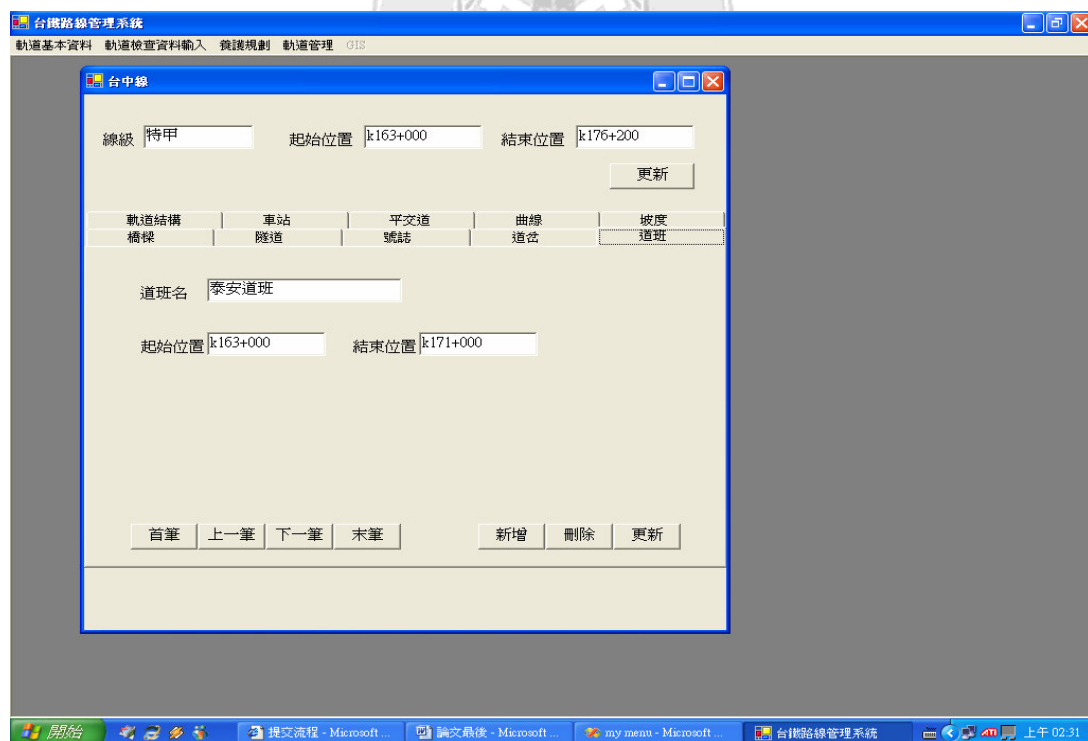 台鐵路線管理系統
軌道基本資料 軌道檢查資料輸入 養護規劃 軌道管理 GIS
台中線
線級 特甲 起始位置 k163+000 結束位置 k176+200
更新
軌道結構 車站 平交道 曲線 坡度
橋樑 隧道 號誌 道岔 道班
道班名 泰安道班
起始位置 k163+000 結束位置 k171+000
首筆 上一筆 下一筆 末筆 新增 刪除 更新
開始 提交流程 - Microsoft ... 論文最後 - Microsoft ... my menu - Microsoft ... 台鐵路線管理系統 上午 02:31